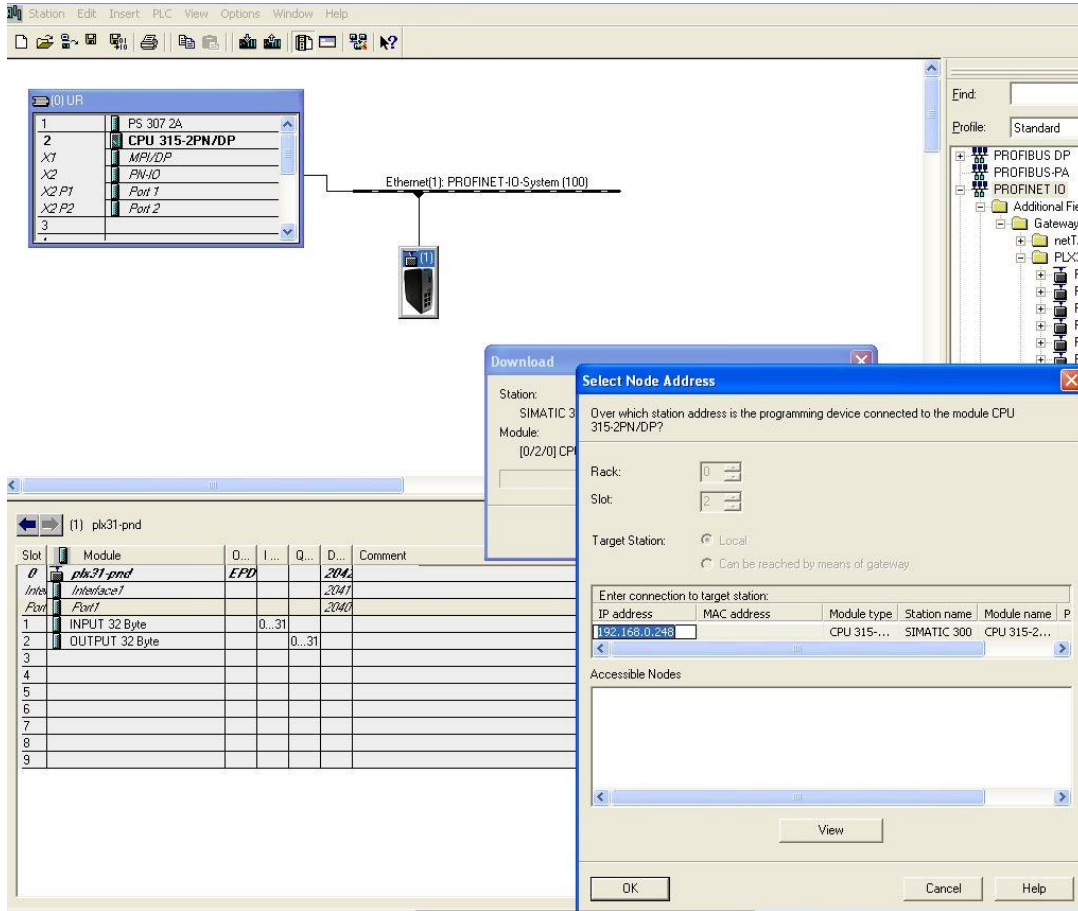 Station Edit Insert PLC View Options Window Help
(0) UR
1 PS 307 2A
2 CPU 315-2PN/DP
X1 MPI/DP
X2 PN-IO
X2 P1 Port 1
X2 P2 Port 2
3
Ethernet(1): PROFINET-IO-System (100)
(1)
Find:
Profile: Standard
PROFIBUS DP
PROFIBUS-PA
PROFINET IO
Additional Fie
Gateway
netT
PLX3
Download
Station:
SIMATIC 3
Module:
[0/2/0] CP
Select Node Address
Over which station address is the programming device connected to the module CPU
315-2PN/DP?
Rack: 0
Slot: 2
Target Station: Local
Can be reached by means of gateway
Enter connection to target station:
IP address MAC address Module type Station name Module name P
192.168.0.248 CPU 315-... SIMATIC 300 CPU 315-2...
Accessible Nodes
View
OK Cancel Help
(1) plx31-pnd
Slot Module O... I ... Q... D... Comment
0 plx31-pnd EPD 2042
Inte Interface1 2041
Port Port1 2040
1 INPUT 32 Byte 0...31
2 OUTPUT 32 Byte 0...31
3
4
5
6
7
8
9